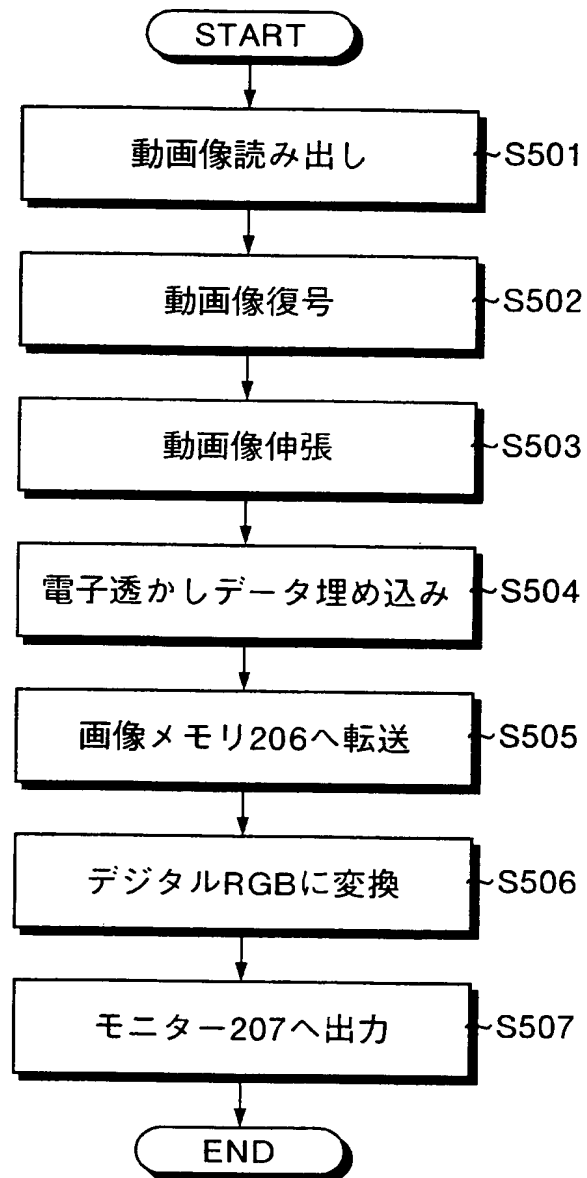 START
動画像読み出し
S501
動画像復号
S502
動画像伸張
S503
電子透かしデータ埋め込み
S504
画像メモリ206へ転送
S505
デジタルRGBに変換
S506
モニター207へ出力
S507
END